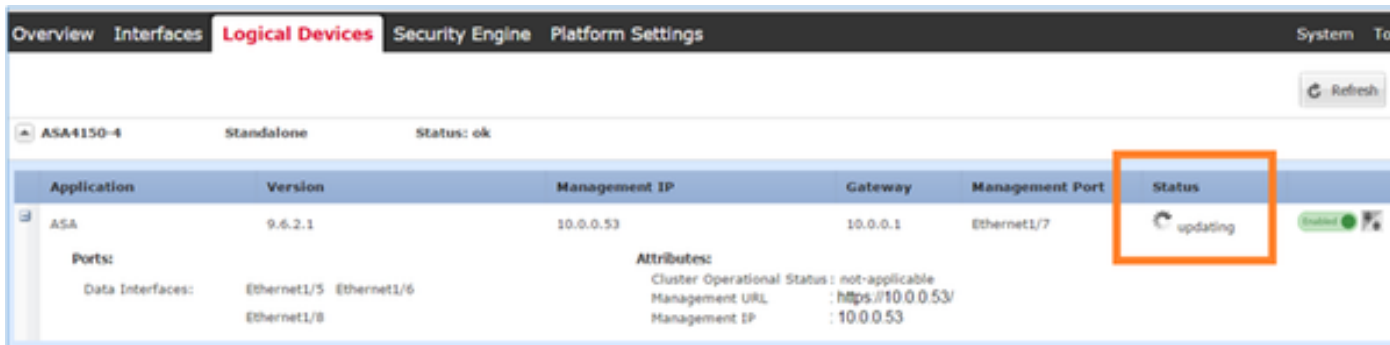 Overview Interfaces Logical Devices Security Engine Platform Settings System To
Refresh
ASA4150-4 Standalone Status: ok
Application Version Management IP Gateway Management Port Status
ASA 9.6.2.1 10.0.0.53 10.0.0.1 Ethernet1/7 updating Enabled
Ports: Attributes:
Data Interfaces: Ethernet1/5 Ethernet1/6 Cluster Operational Status : not-applicable
Management URL : https://10.0.0.53/
Ethernet1/8 Management IP : 10.0.0.53